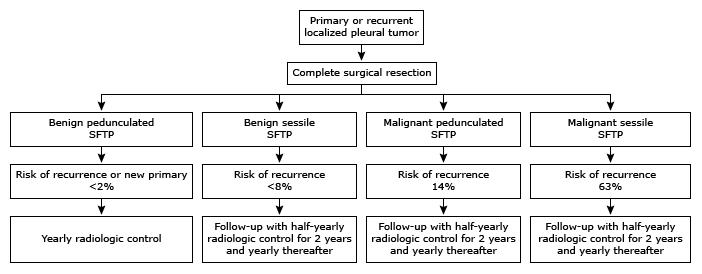 Primary or recurrent
localized pleural tumor
Complete surgical resection
Benign pedunculated
SFTP
Benign sessile
SFTP
Malignant pedunculated
SFTP
Malignant sessile
SFTP
Risk of recurrence or new primary
<2%
Risk of recurrence
<8%
Risk of recurrence
14%
Risk of recurrence
63%
Yearly radiologic control
Follow-up with half-yearly
radiologic control for 2 years
and yearly thereafter
Follow-up with half-yearly
radiologic control for 2 years
and yearly thereafter
Follow-up with half-yearly
radiologic control for 2 years
and yearly thereafter